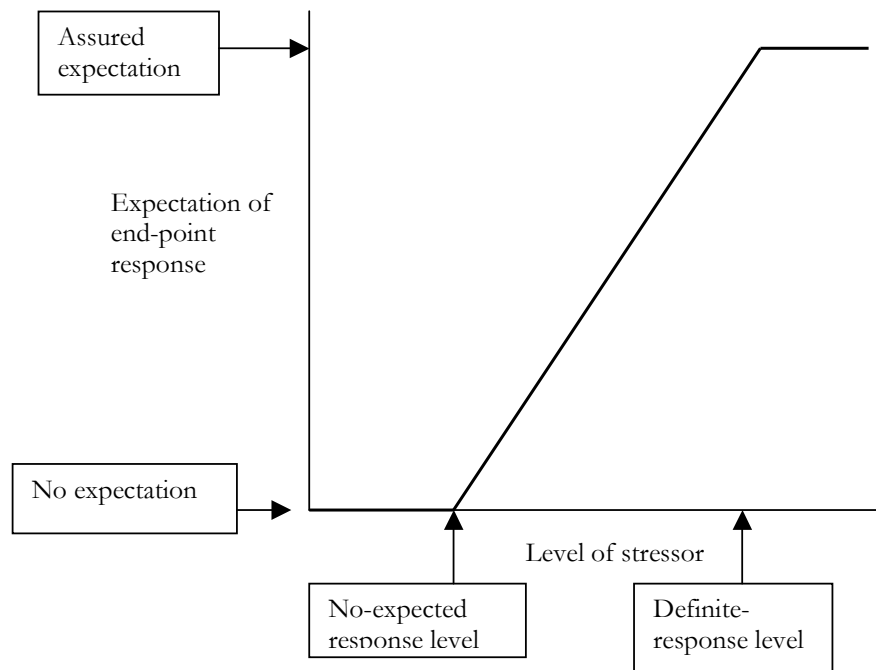 Assured
expectation
Expectation of
end-point
response
No expectation
Level of stressor
No-expected
response level
Definite-
response level